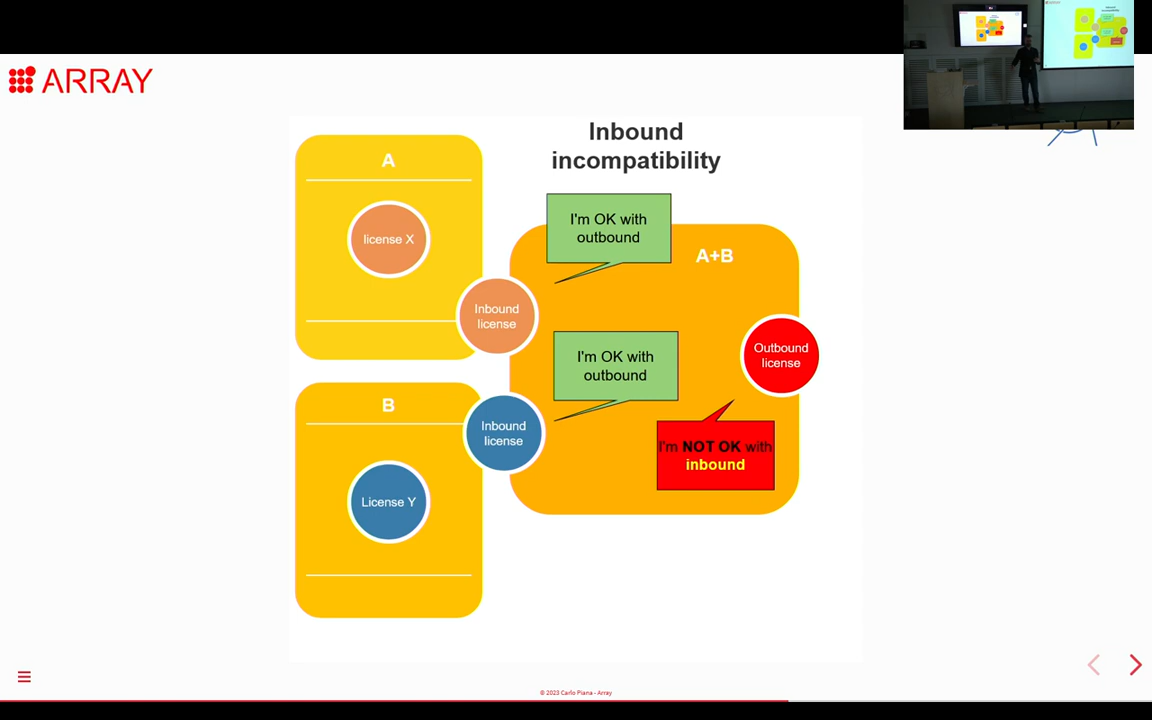 ARRAY
Inbound
incompatibility
A
license X
Inbound
license
I'm OK with
outbound
A+B
I'm OK with
outbound
Outbound
license
B
Inbound
license
License Y
I'm NOT OK with
inbound
© 2023 Carlo Piana - Array